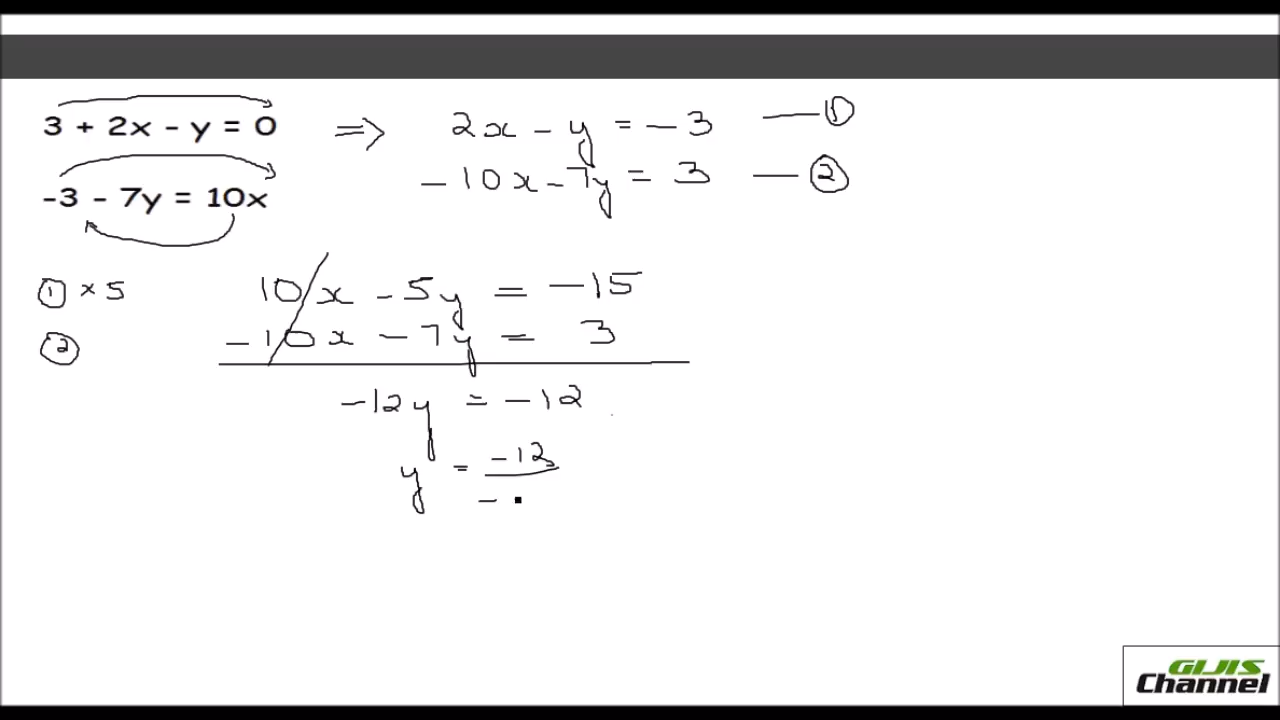 3 + 2x - y = 0 ⇒ 2x - y = -3 — ①
-3 - 7y = 10x -10x - 7y = 3 — ②
① × 5 10x - 5y = -15
② -10x - 7y = 3
-12y = -12
y = -12
-
GIJIS
Channel